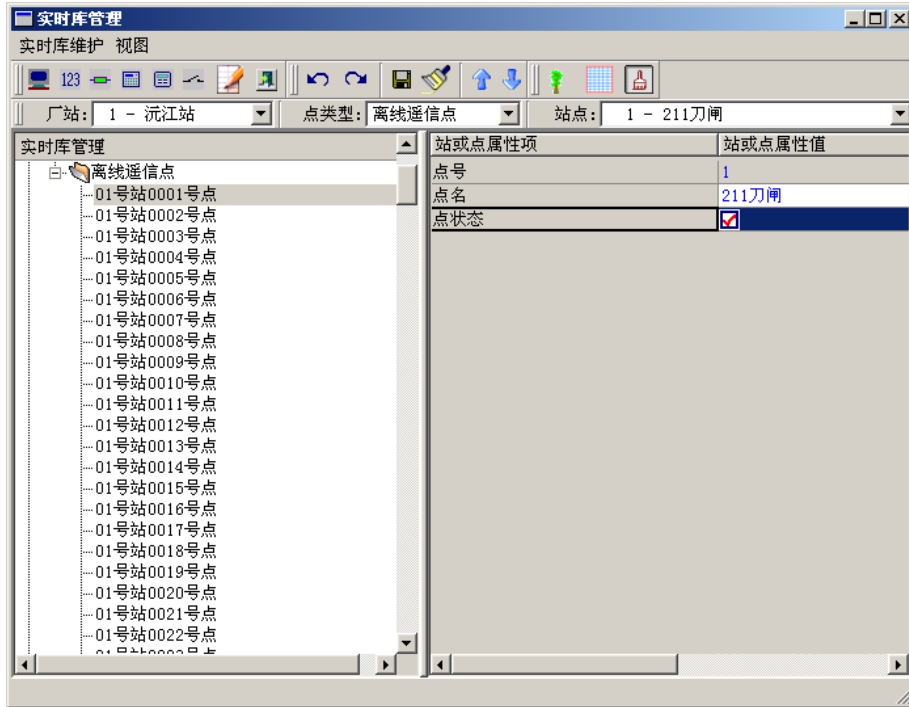 实时库管理
实时库维护 视图
123
厂站: 1 - 沅江站 点类型: 离线遥信点 站点: 1 - 211刀闸
实时库管理
离线遥信点
01号站0001号点
01号站0002号点
01号站0003号点
01号站0004号点
01号站0005号点
01号站0006号点
01号站0007号点
01号站0008号点
01号站0009号点
01号站0010号点
01号站0011号点
01号站0012号点
01号站0013号点
01号站0014号点
01号站0015号点
01号站0016号点
01号站0017号点
01号站0018号点
01号站0019号点
01号站0020号点
01号站0021号点
01号站0022号点
站或点属性项 站或点属性值
点号 1
点名 211刀闸
点状态